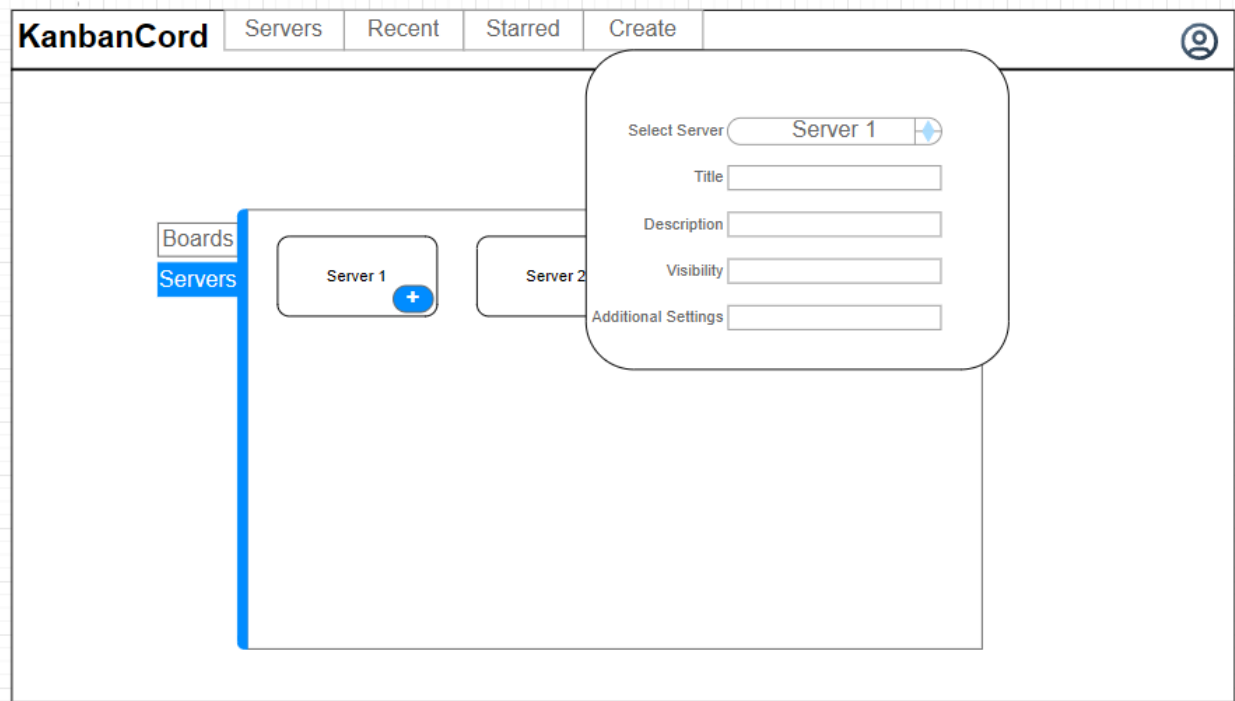 KanbanCord
Servers
Recent
Starred
Create
Select Server
Server 1
Title
Description
Visibility
Additional Settings
Boards
Servers
Server 1
+
Server 2